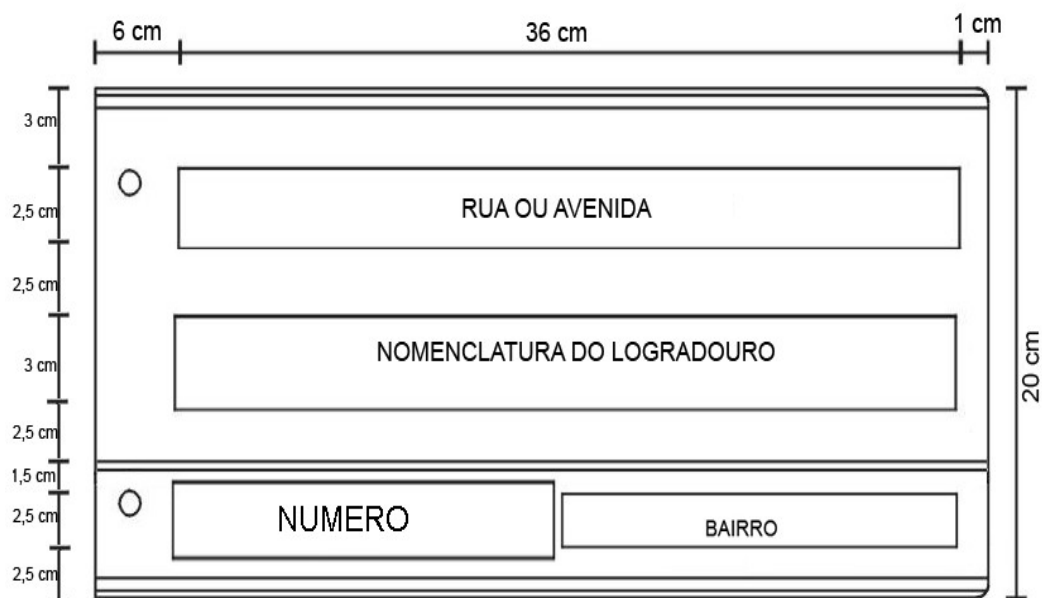 6 cm 36 cm 1 cm
3 cm
2,5 cm
RUA OU AVENIDA
2,5 cm
3 cm
NOMENCLATURA DO LOGRADOURO
20 cm
2,5 cm
1,5 cm
2,5 cm
NUMERO
BAIRRO
2,5 cm